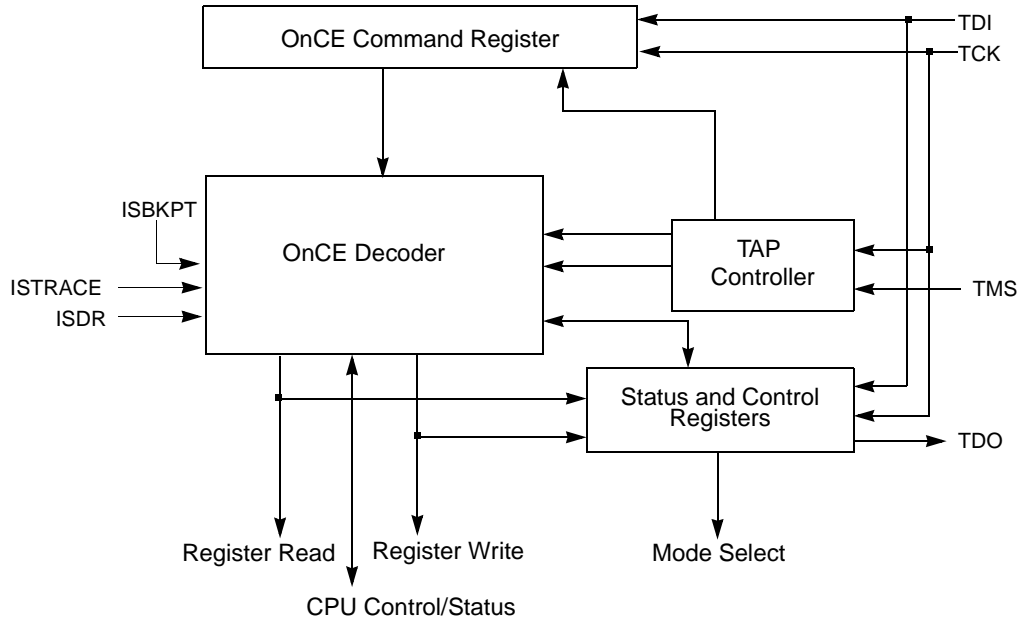 TDI
OnCE Command Register
TCK
ISBKPT
OnCE Decoder
TAP
Controller
ISTRACE
TMS
ISDR
Status and Control
Registers
TDO
Register Read
Register Write
Mode Select
CPU Control/Status